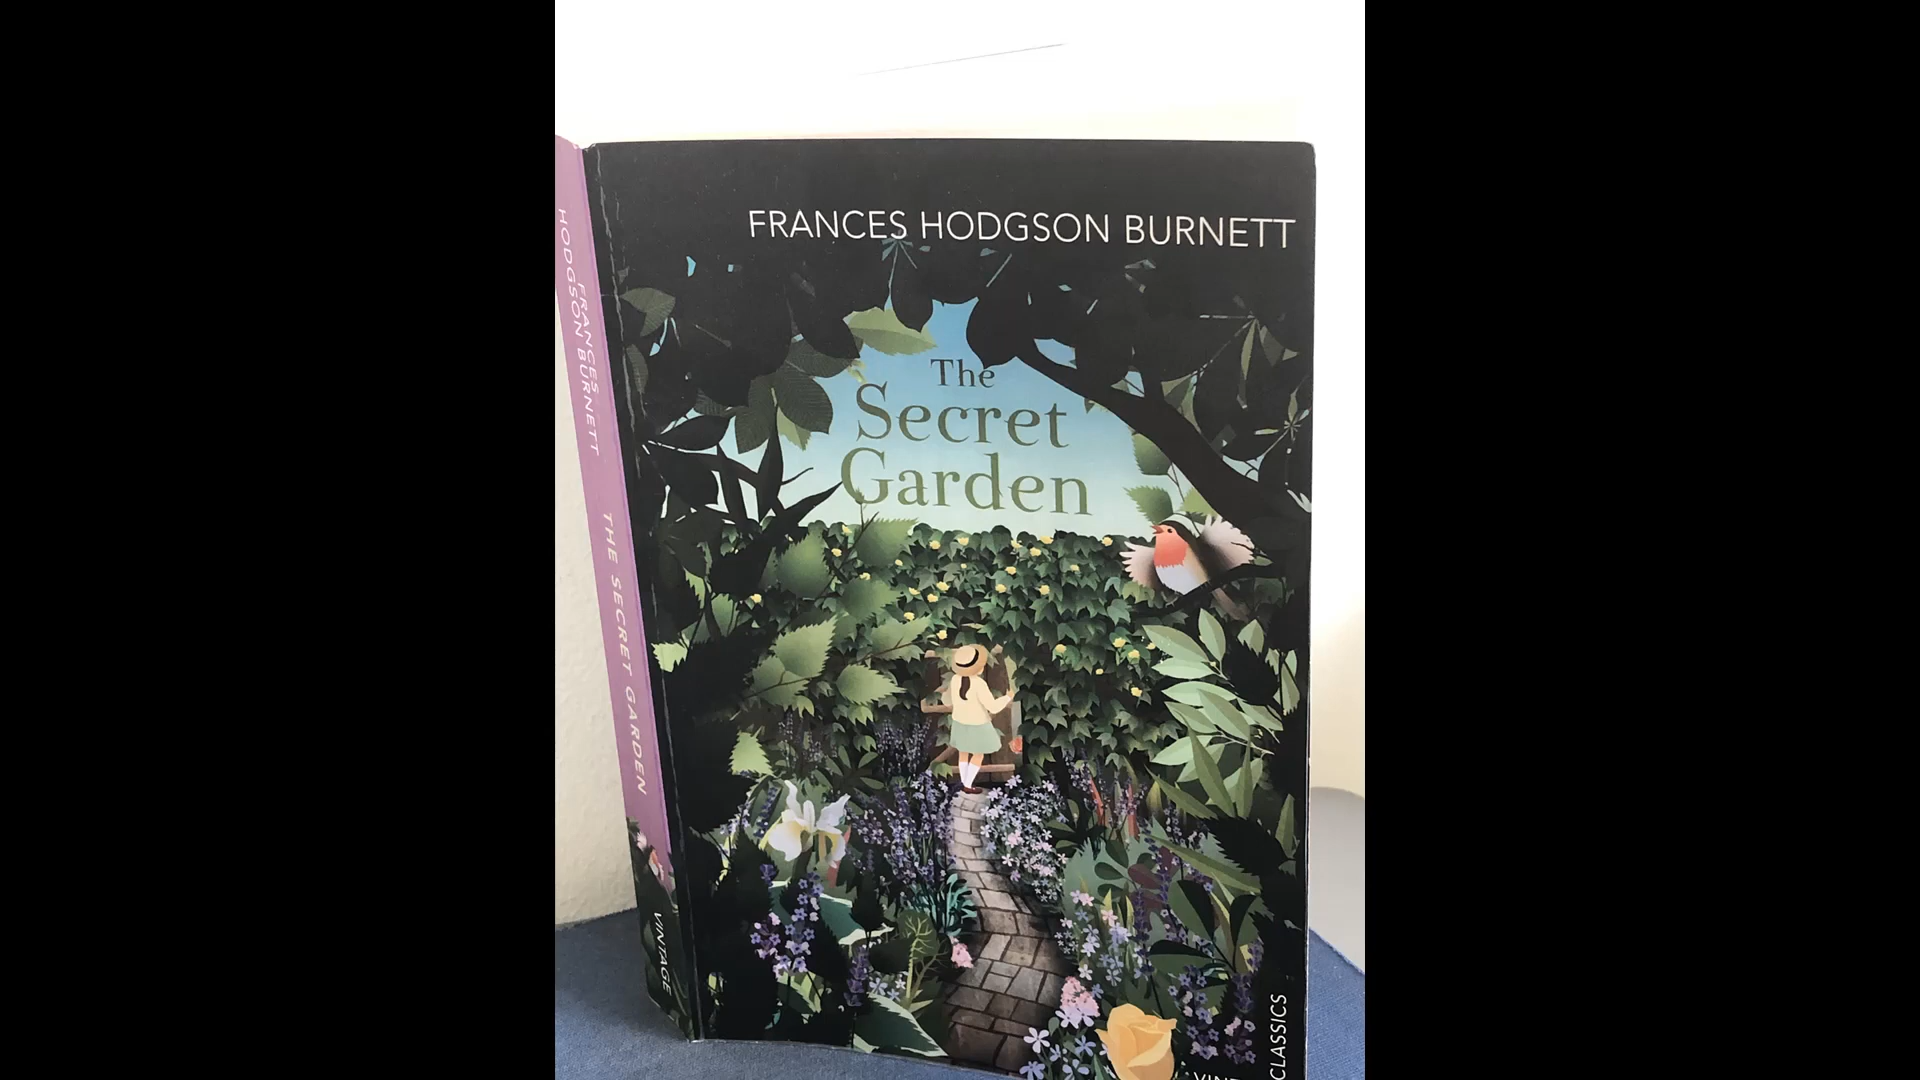 FRANCES HODGSON BURNETT
The
Secret
Garden
FRANCES
HODGSON BURNETT
THE SECRET GARDEN
VINTAGE
CLASSICS